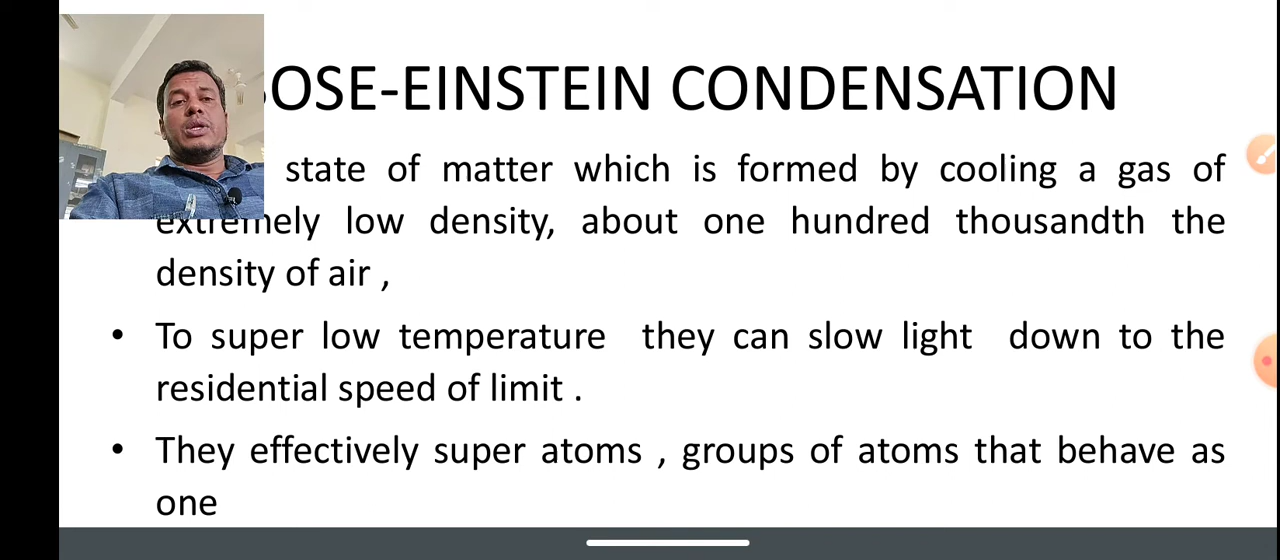 OSE-EINSTEIN CONDENSATION
state of matter which is formed by cooling a gas of
extremely low density, about one hundred thousandth the
density of air ,
• To super low temperature they can slow light down to the
residential speed of limit .
• They effectively super atoms , groups of atoms that behave as
one